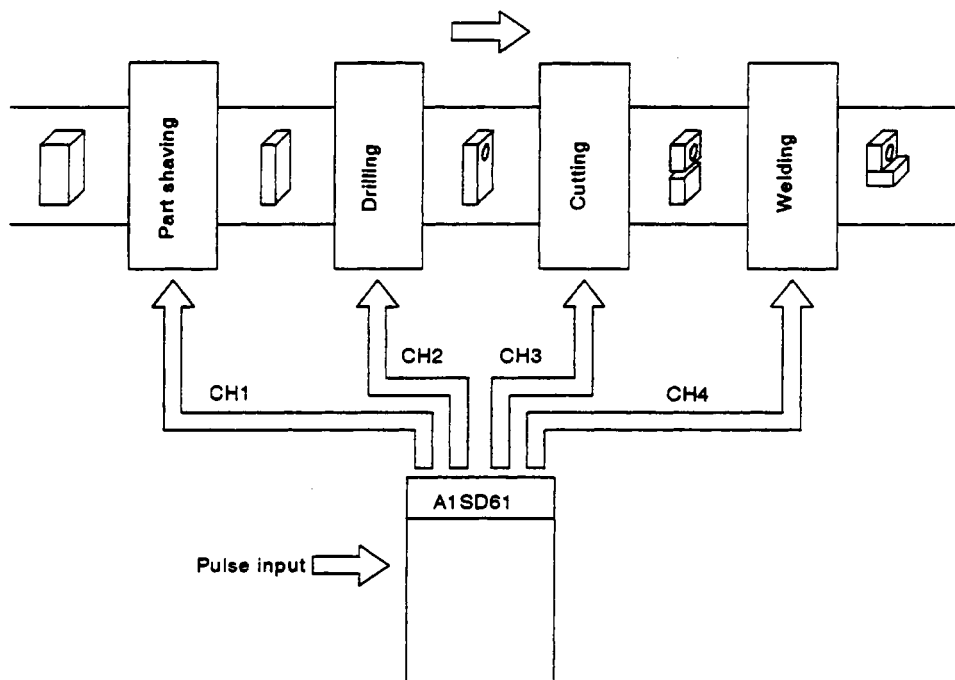 Part shaving
Drilling
Cutting
Welding
CH1
CH2
CH3
CH4
A1SD61
Pulse input